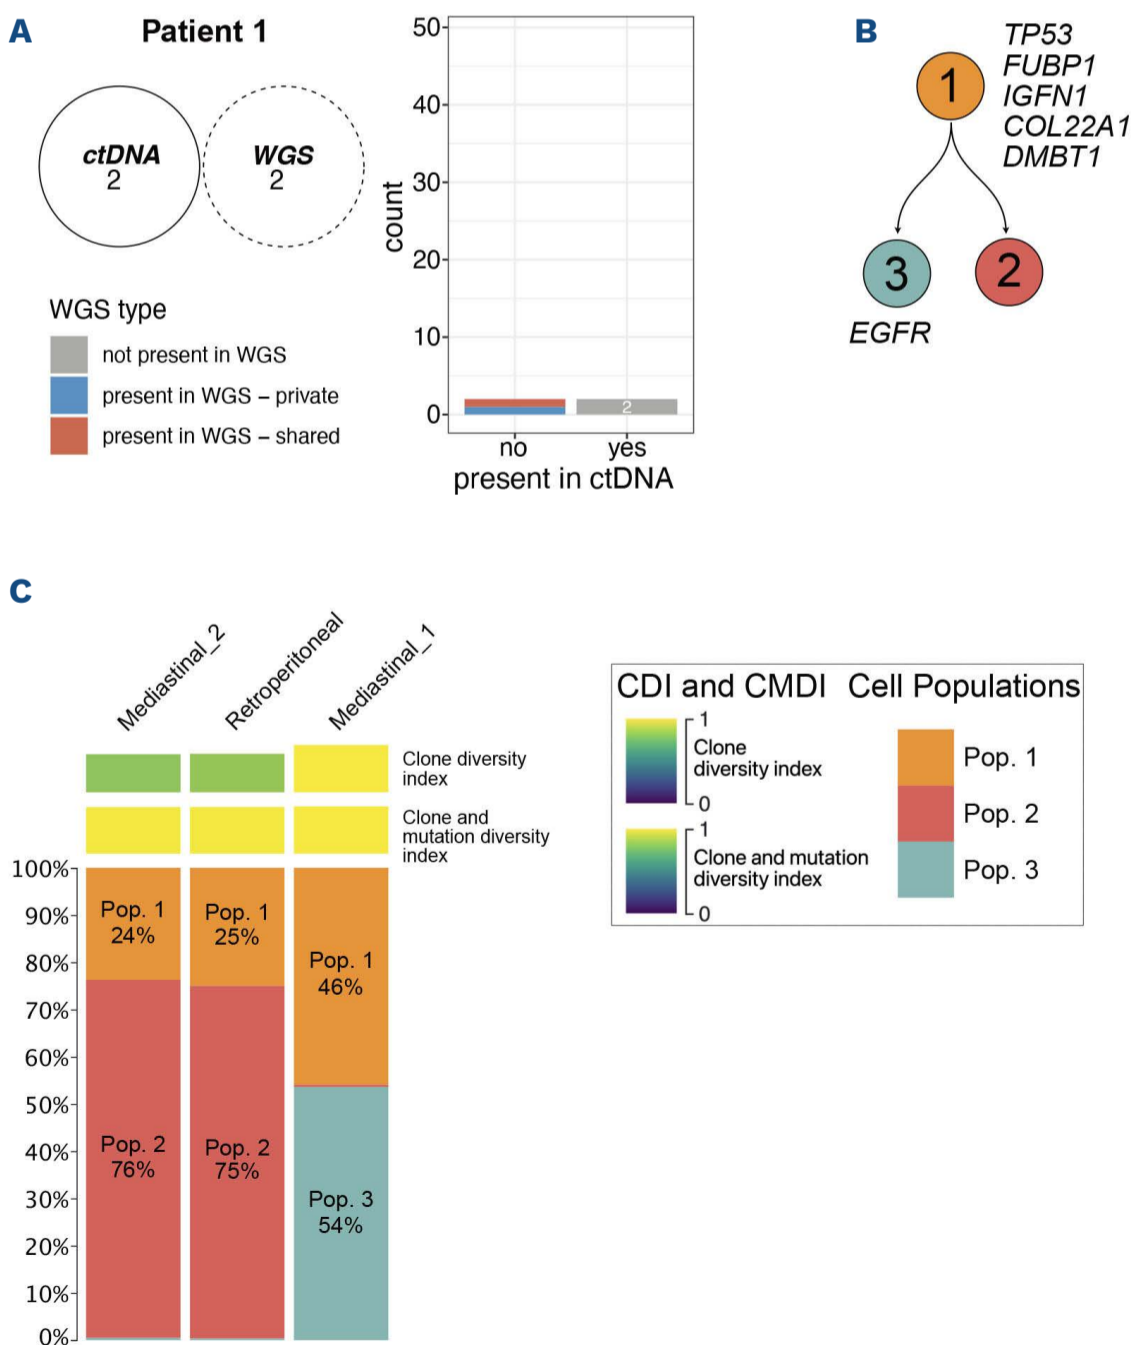 A
Patient 1
ctDNA
2
WGS
2
WGS type
not present in WGS
present in WGS – private
present in WGS – shared
count
50
40
30
20
10
0
2
no
yes
present in ctDNA
B
1
TP53
FUBP1
IGFN1
COL22A1
DMBT1
3
2
EGFR
C
Mediastinal_2
Retroperitoneal
Mediastinal_1
Clone diversity
index
Clone and
mutation diversity
index
100%
90%
80%
70%
60%
50%
40%
30%
20%
10%
0%
Pop. 1
24%
Pop. 2
76%
Pop. 1
25%
Pop. 2
75%
Pop. 1
46%
Pop. 3
54%
CDI and CMDI
1
Clone
diversity index
0
1
Clone and mutation
diversity index
0
Cell Populations
Pop. 1
Pop. 2
Pop. 3